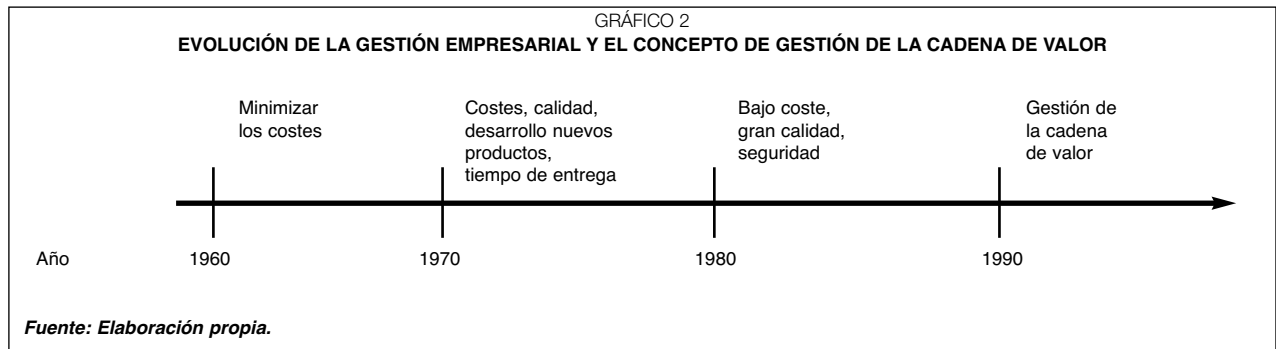 GRÁFICO 2
EVOLUCIÓN DE LA GESTIÓN EMPRESARIAL Y EL CONCEPTO DE GESTIÓN DE LA CADENA DE VALOR
Minimizar
los costes
Costes, calidad,
desarrollo nuevos
productos,
tiempo de entrega
Bajo coste,
gran calidad,
seguridad
Gestión de
la cadena
de valor
Año
1960
1970
1980
1990
Fuente: Elaboración propia.